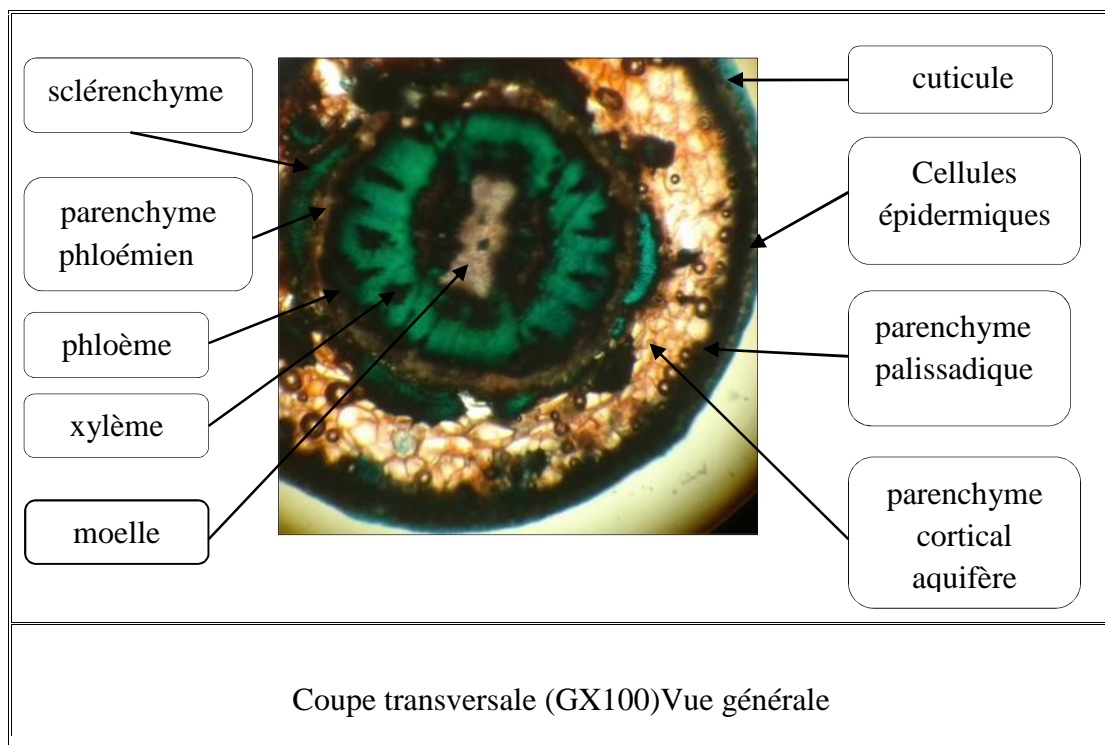 sclérenchyme
parenchyme
phloémien
phloème
xylème
moelle
cuticule
Cellules
épidermiques
parenchyme
palissadique
parenchyme
cortical
aquifère
Coupe transversale (GX100)Vue générale